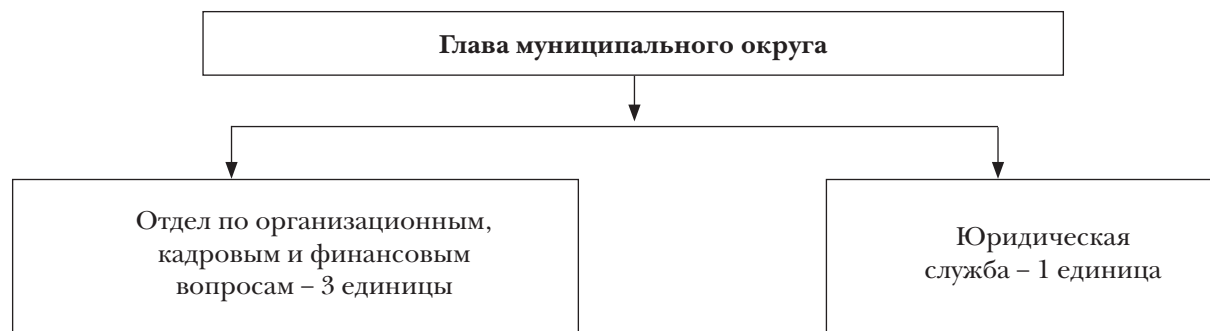 Глава муниципального округа
Отдел по организационным,
кадровым и финансовым
вопросам – 3 единицы
Юридическая
служба – 1 единица